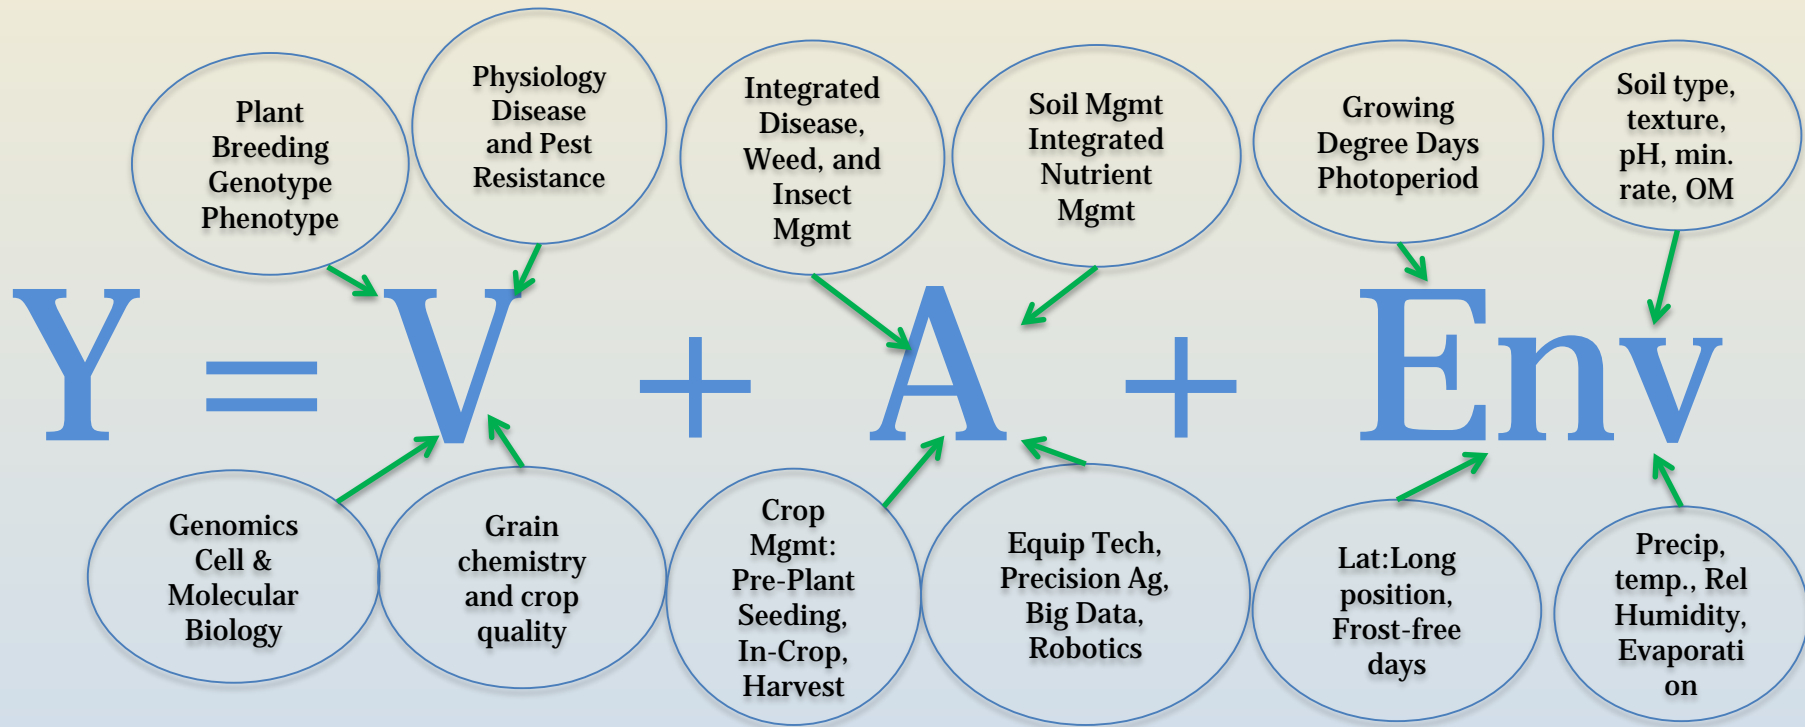 Plant
Breeding
Genotype
Phenotype
Physiology
Disease
and Pest
Resistance
Integrated
Disease,
Weed, and
Insect
Mgmt
Soil Mgmt
Integrated
Nutrient
Mgmt
Growing
Degree Days
Photoperiod
Soil type,
texture,
pH, min.
rate, OM
Y = V + A + Env
Genomics
Cell &
Molecular
Biology
Grain
chemistry
and crop
quality
Crop
Mgmt:
Pre-Plant
Seeding,
In-Crop,
Harvest
Equip Tech,
Precision Ag,
Big Data,
Robotics
Lat:Long
position,
Frost-free
days
Precip,
temp., Rel
Humidity,
Evaporati
on